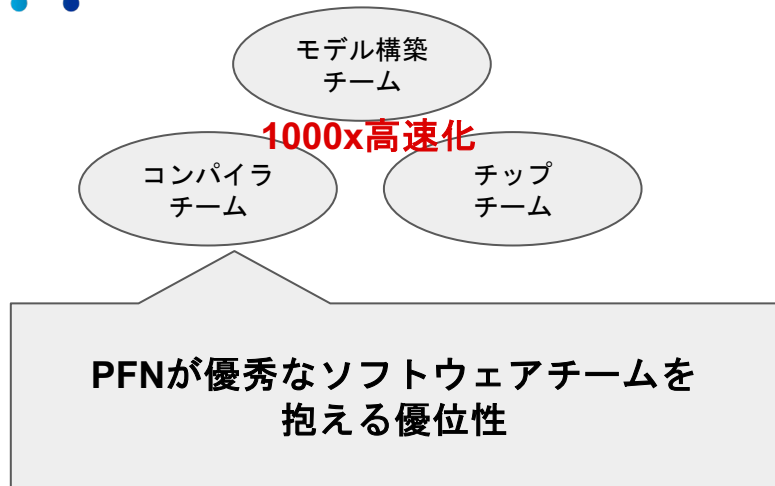 モデル構築
チーム
1000x高速化
コンパイラ
チーム
チップ
チーム
PFNが優秀なソフトウェアチームを
抱える優位性